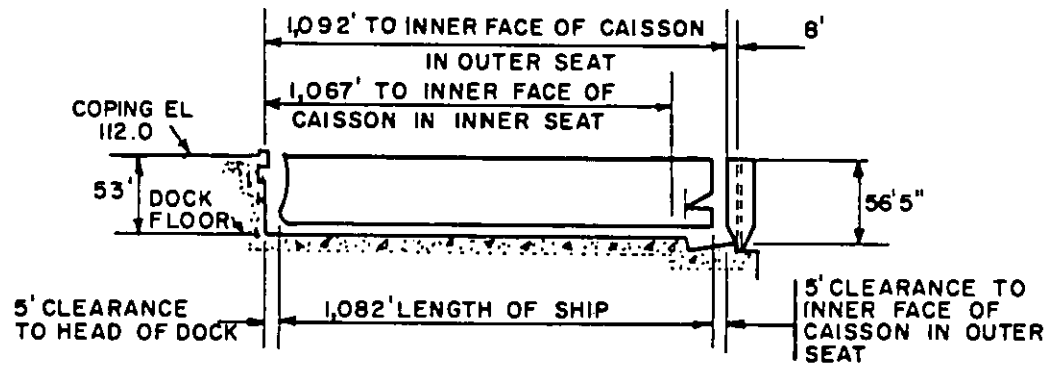 1,092' TO INNER FACE OF CAISSON
IN OUTER SEAT
8'
1,067' TO INNER FACE OF
CAISSON IN INNER SEAT
COPING EL
112.0
53'
DOCK
FLOOR
56'5"
5' CLEARANCE
TO HEAD OF DOCK
1,082' LENGTH OF SHIP
5' CLEARANCE TO
INNER FACE OF
CAISSON IN OUTER
SEAT